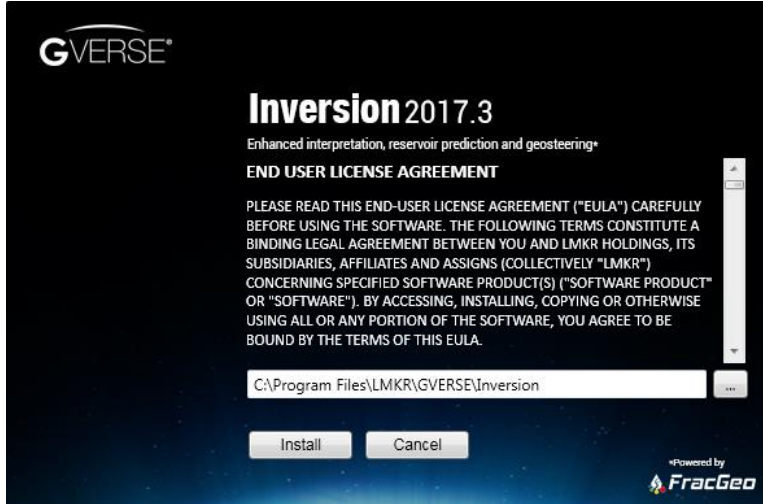 GVERSE®
Inversion 2017.3
Enhanced interpretation, reservoir prediction and geosteering*
END USER LICENSE AGREEMENT
PLEASE READ THIS END-USER LICENSE AGREEMENT ("EULA") CAREFULLY
BEFORE USING THE SOFTWARE. THE FOLLOWING TERMS CONSTITUTE A
BINDING LEGAL AGREEMENT BETWEEN YOU AND LMKR HOLDINGS, ITS
SUBSIDIARIES, AFFILIATES AND ASSIGNS (COLLECTIVELY "LMKR")
CONCERNING SPECIFIED SOFTWARE PRODUCT(S) ("SOFTWARE PRODUCT"
OR "SOFTWARE"). BY ACCESSING, INSTALLING, COPYING OR OTHERWISE
USING ALL OR ANY PORTION OF THE SOFTWARE, YOU AGREE TO BE
BOUND BY THE TERMS OF THIS EULA.
C:\Program Files\LMKR\GVERSE\Inversion
...
Install Cancel
*Powered by
FracGeo